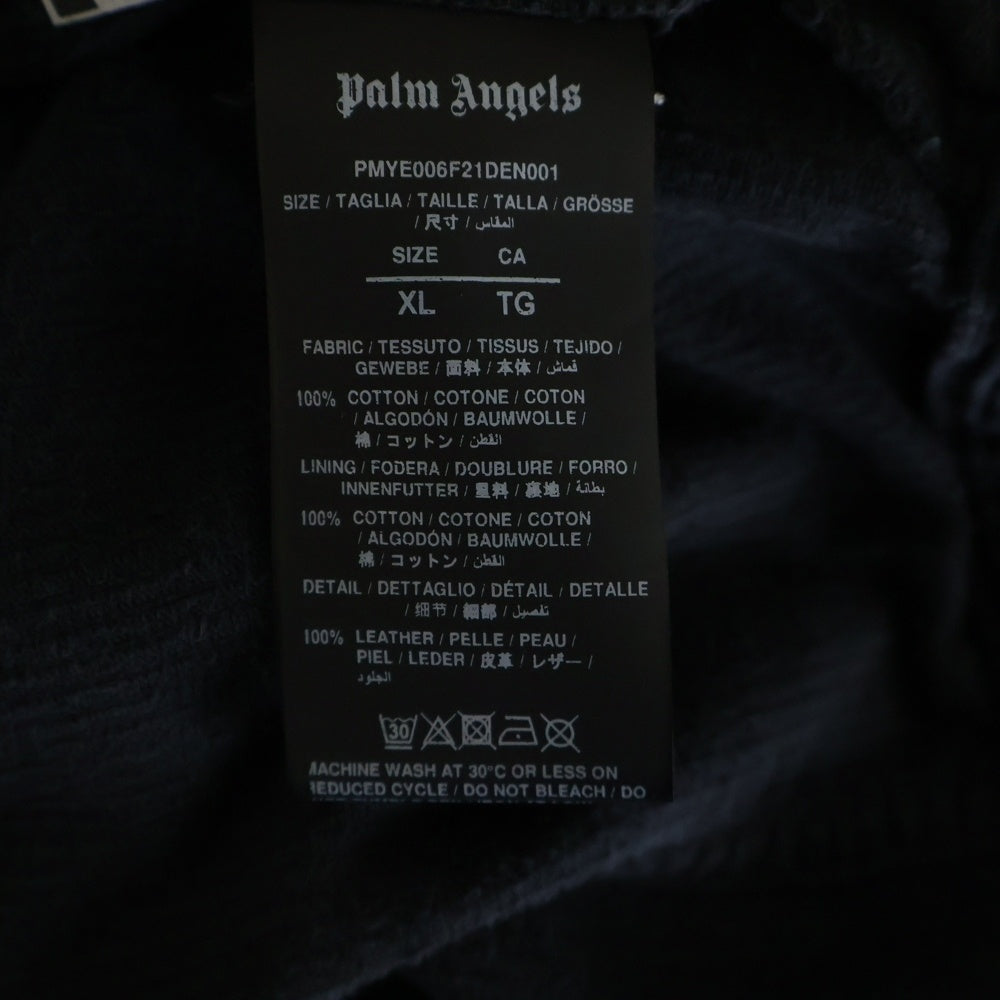 Palm Angels
PMYE006F21DEN001
SIZE / TAGLIA / TAILLE / TALLA / GRÖSSE
/ 尺寸 / المقاس
SIZE CA
XL TG
FABRIC / TESSUTO / TISSUS / TEJIDO /
GEWEBE / 面料 / 本体 / قماش
100% COTTON / COTONE / COTON
/ ALGODÓN / BAUMWOLLE /
棉 / コットン / القطن
LINING / FODERA / DOUBLURE / FORRO /
INNENFUTTER / 里料 / 裏地 / بطانة
100% COTTON / COTONE / COTON
/ ALGODÓN / BAUMWOLLE /
棉 / コットン / القطن
DETAIL / DETTAGLIO / DÉTAIL / DETALLE
/ 细节 / 細部 / تفصيل
100% LEATHER / PELLE / PEAU /
PIEL / LEDER / 皮革 / レザー /
الجلود
30
MACHINE WASH AT 30°C OR LESS ON
REDUCED CYCLE / DO NOT BLEACH / DO